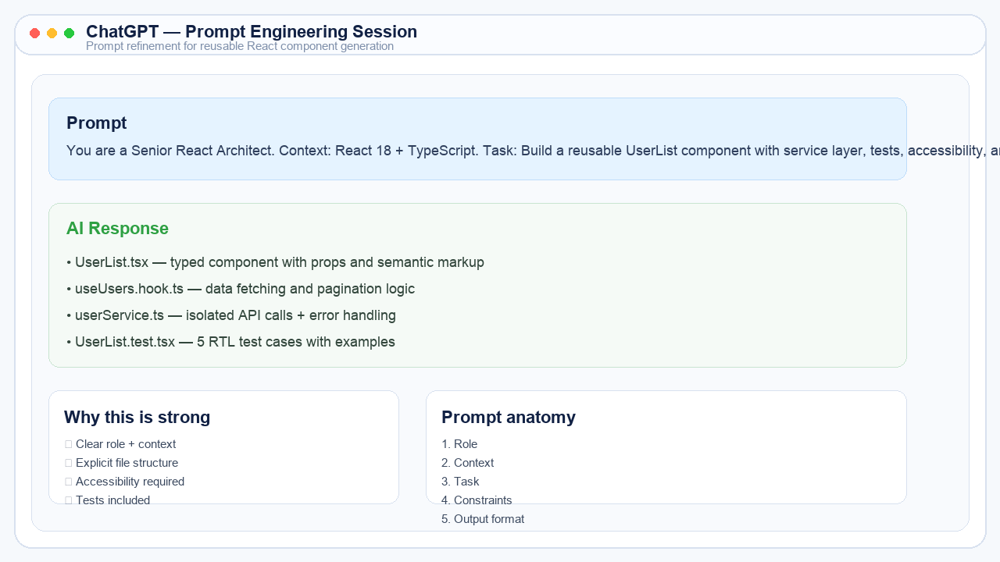 ChatGPT — Prompt Engineering Session
Prompt refinement for reusable React component generation
Prompt
You are a Senior React Architect. Context: React 18 + TypeScript. Task: Build a reusable UserList component with service layer, tests, accessibility,
AI Response
• UserList.tsx — typed component with props and semantic markup
• useUsers.hook.ts — data fetching and pagination logic
• userService.ts — isolated API calls + error handling
• UserList.test.tsx — 5 RTL test cases with examples
Why this is strong
□ Clear role + context
□ Explicit file structure
□ Accessibility required
□ Tests included
Prompt anatomy
1. Role
2. Context
3. Task
4. Constraints
5. Output format